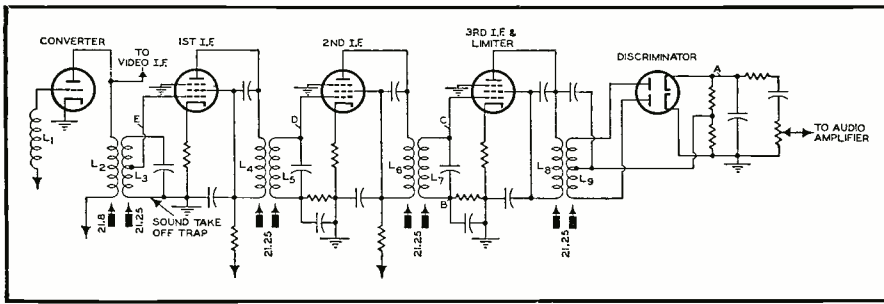 CONVERTER
TO
VIDEO I.F.
1ST I.F.
2ND I.F.
3RD I.F. &
LIMITER
DISCRIMINATOR
A
E
D
C
L1
L2
L3
L4
L5
L6
L7
L8
L9
B
TO AUDIO
AMPLIFIER
21.8
21.25
SOUND TAKE
OFF TRAP
21.25
21.25
21.25